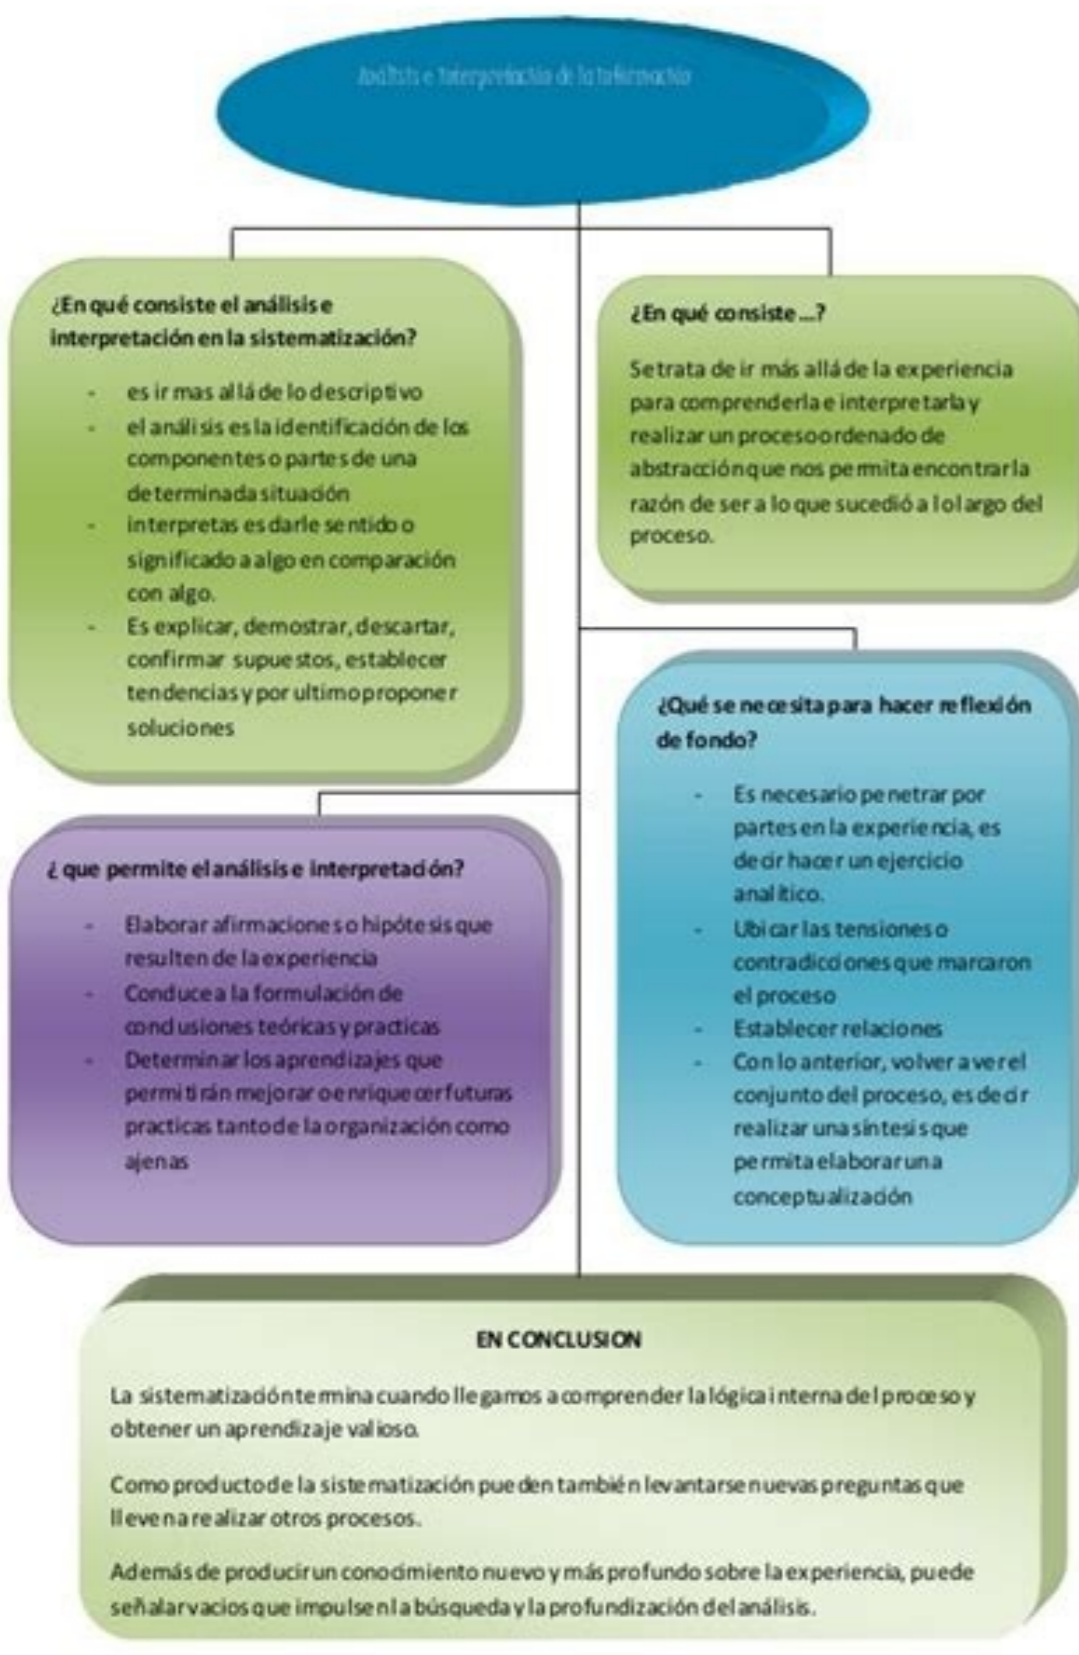 Análisis e interpretación de la información
¿En qué consiste el análisis e
interpretación en la sistematización?
- es ir mas allá de lo descriptivo
- el análisis es la identificación de los
componentes o partes de una
determinada situación
- interpretas es darle sentido o
significado a algo en comparación
con algo.
- Es explicar, demostrar, descartar,
confirmar supuestos, establecer
tendencias y por ultimo proponer
soluciones
¿En qué consiste...?
Se trata de ir más allá de la experiencia
para comprenderla e interpretarla y
realizar un proceso ordenado de
abstracción que nos permita encontrar la
razón de ser a lo que sucedió a lo largo del
proceso.
¿Qué se necesita para hacer reflexión
de fondo?
- Es necesario penetrar por
partes en la experiencia, es
decir hacer un ejercicio
analítico.
- Ubicar las tensiones o
contradicciones que marcaron
el proceso
- Establecer relaciones
- Con lo anterior, volver a ver el
conjunto del proceso, es decir
realizar una síntesis que
permita elaborar una
conceptualización
¿ que permite el análisis e interpretación?
- Elaborar afirmaciones o hipótesis que
resulten de la experiencia
- Conduce a la formulación de
conclusiones teóricas y practicas
- Determinar los aprendizajes que
permitirán mejorar o enriquecer futuras
practicas tanto de la organización como
ajenas
EN CONCLUSION
La sistematización termina cuando llegamos a comprender la lógica interna del proceso y
obtener un aprendizaje valioso.
Como producto de la sistematización pueden también levantarse nuevas preguntas que
lleven a realizar otros procesos.
Además de producir un conocimiento nuevo y más profundo sobre la experiencia, puede
señalar vacios que impulsen la búsqueda y la profundización del análisis.